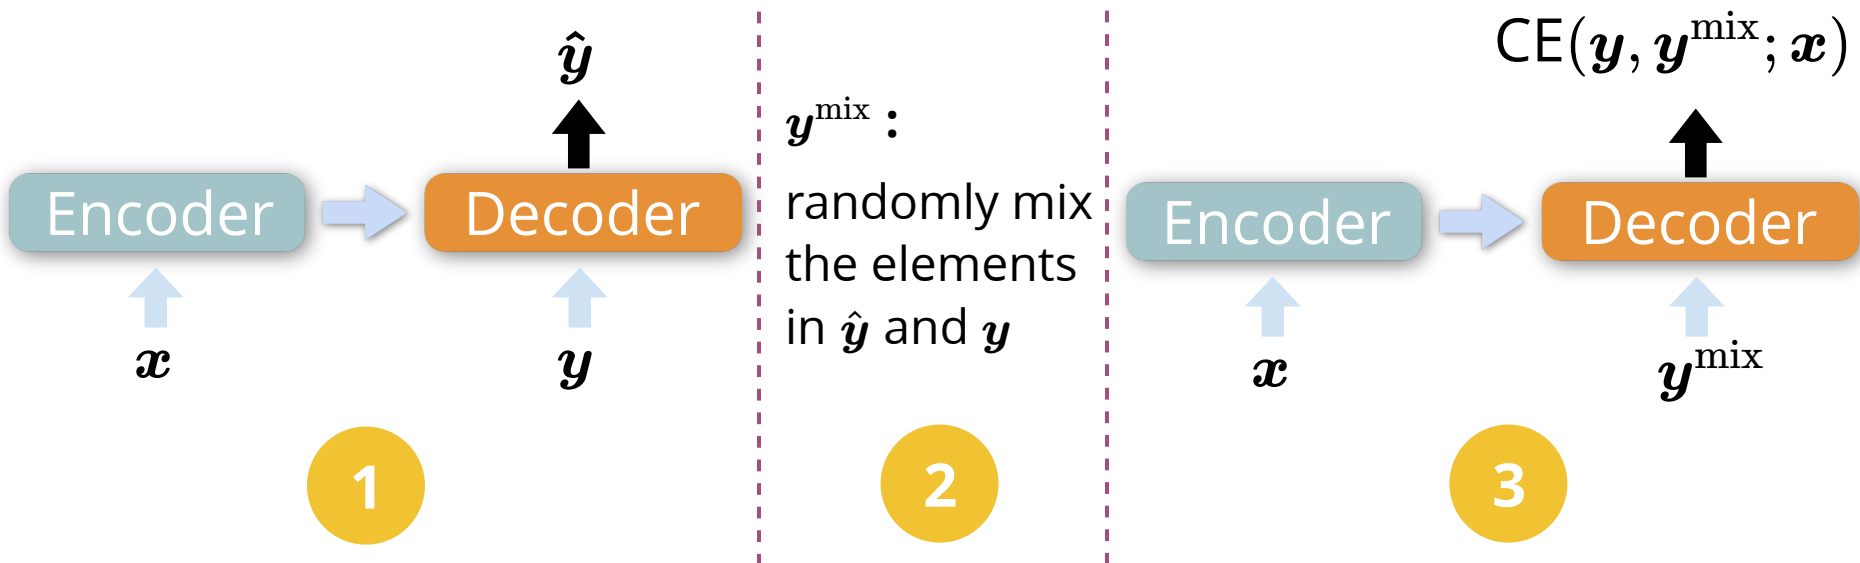 ŷ
Encoder
Decoder
x
y
1
y^mix :
randomly mix
the elements
in ŷ and y
2
CE(y, y^mix; x)
Encoder
Decoder
x
y^mix
3